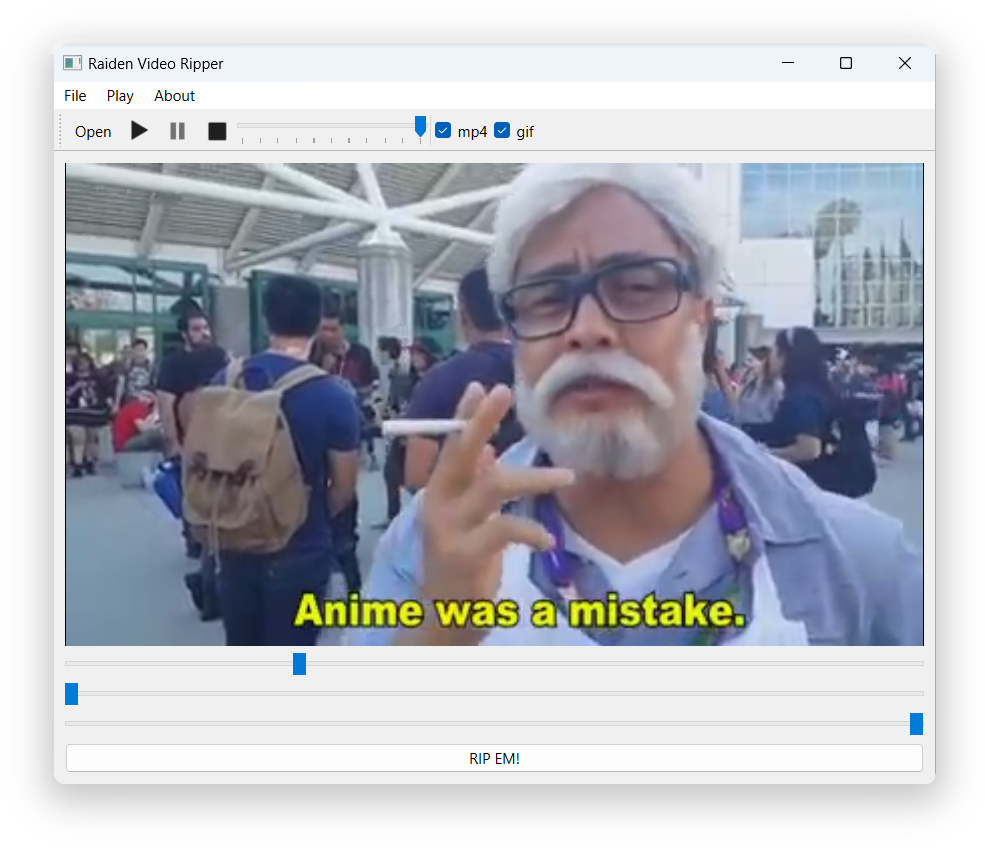 Raiden Video Ripper
File Play About
Open mp4 gif
Anime was a mistake.
RIP EM!